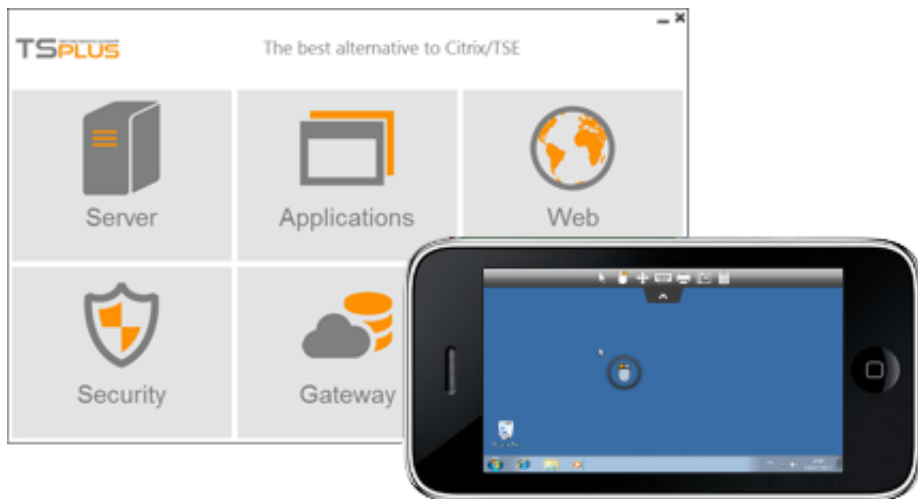 TSPLUS
The best alternative to Citrix/TSE
Server
Applications
Web
Security
Gateway